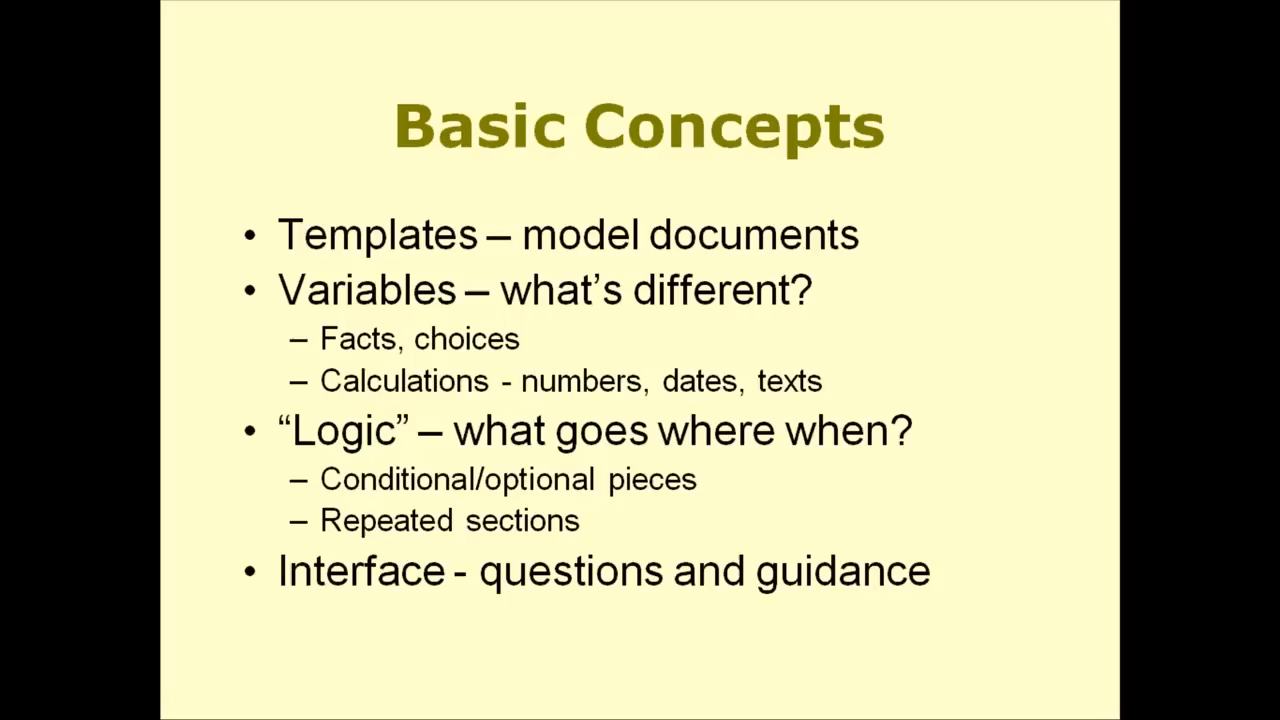 Basic Concepts
• Templates – model documents
• Variables – what’s different?
– Facts, choices
– Calculations - numbers, dates, texts
• “Logic” – what goes where when?
– Conditional/optional pieces
– Repeated sections
• Interface - questions and guidance